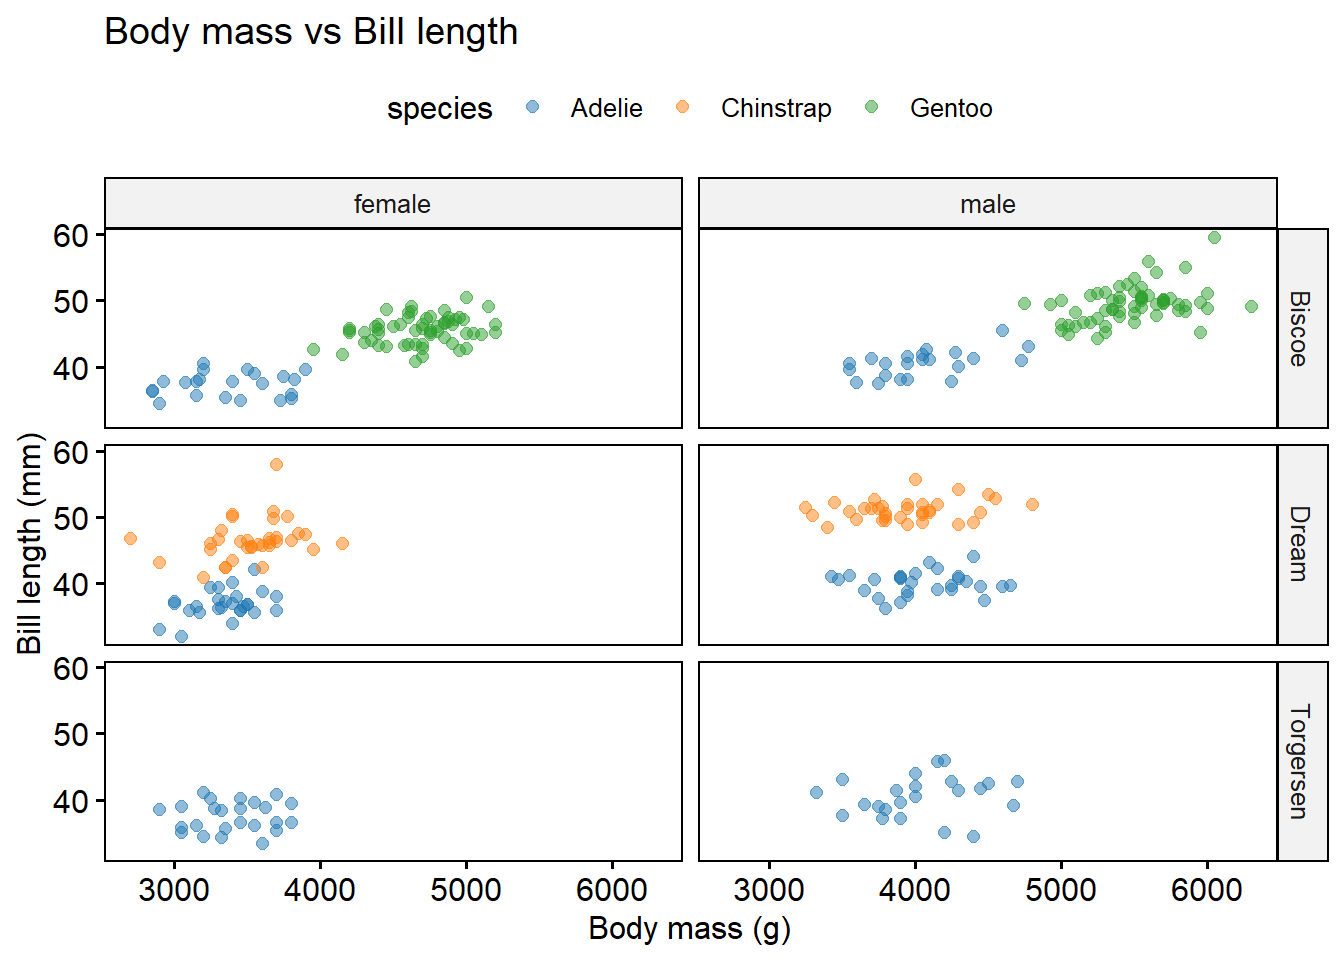 Body mass vs Bill length
species Adelie Chinstrap Gentoo
female male
60
50
40
Biscoe
60
50
40
Dream
60
50
40
Torgersen
Bill length (mm)
3000 4000 5000 6000 3000 4000 5000 6000
Body mass (g)